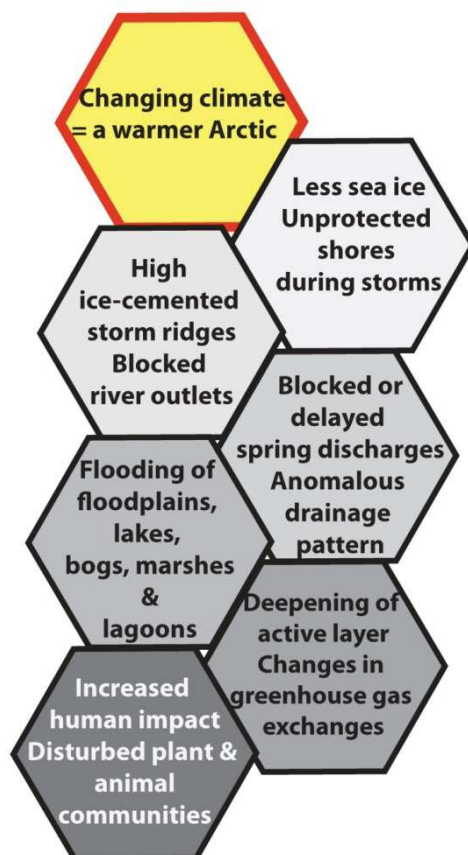 Changing climate
= a warmer Arctic
Less sea ice
Unprotected
shores
during storms
High
ice-cemented
storm ridges
Blocked
river outlets
Blocked or
delayed
spring discharges
Anomalous
drainage
pattern
Flooding of
floodplains,
lakes,
bogs, marshes
&
lagoons
Deepening of
active layer
Changes in
greenhouse gas
exchanges
Increased
human impact
Disturbed plant &
animal
communities